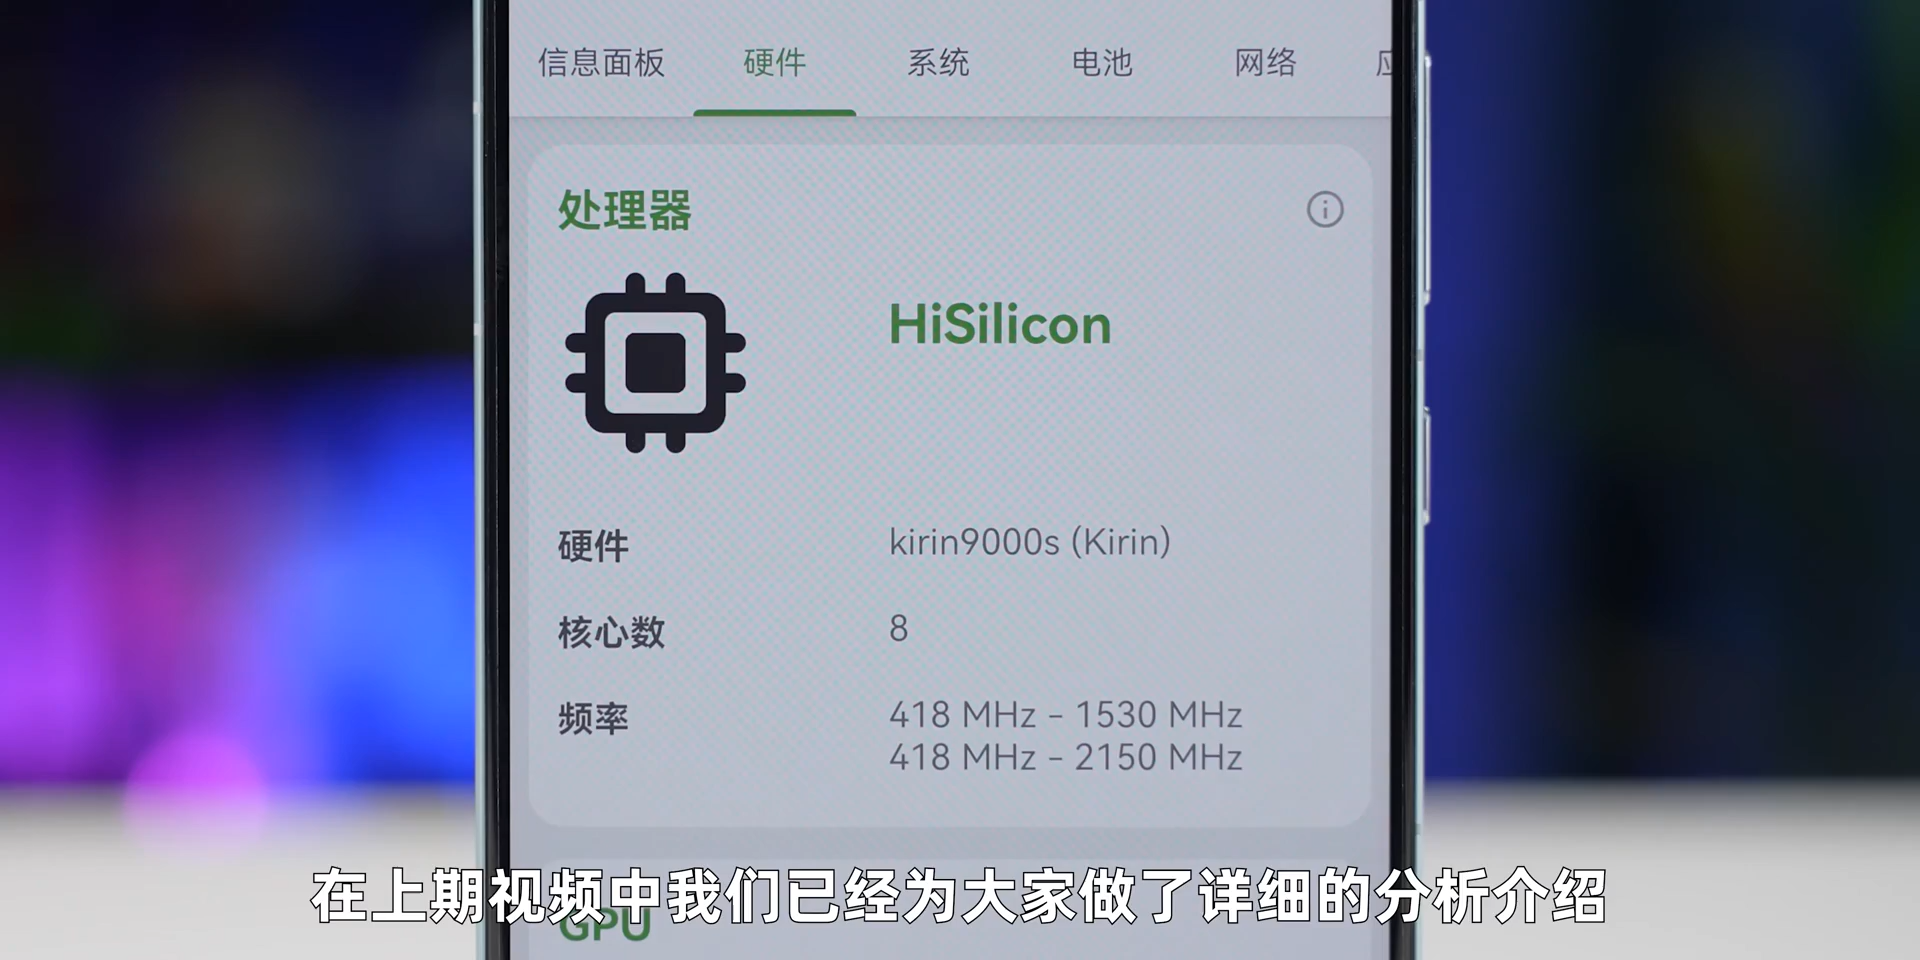 信息面板 硬件 系统 电池 网络
处理器
HiSilicon
硬件 kirin9000s (Kirin)
核心数 8
频率 418 MHz - 1530 MHz
418 MHz - 2150 MHz
GPU
在上期视频中我们已经为大家做了详细的分析介绍